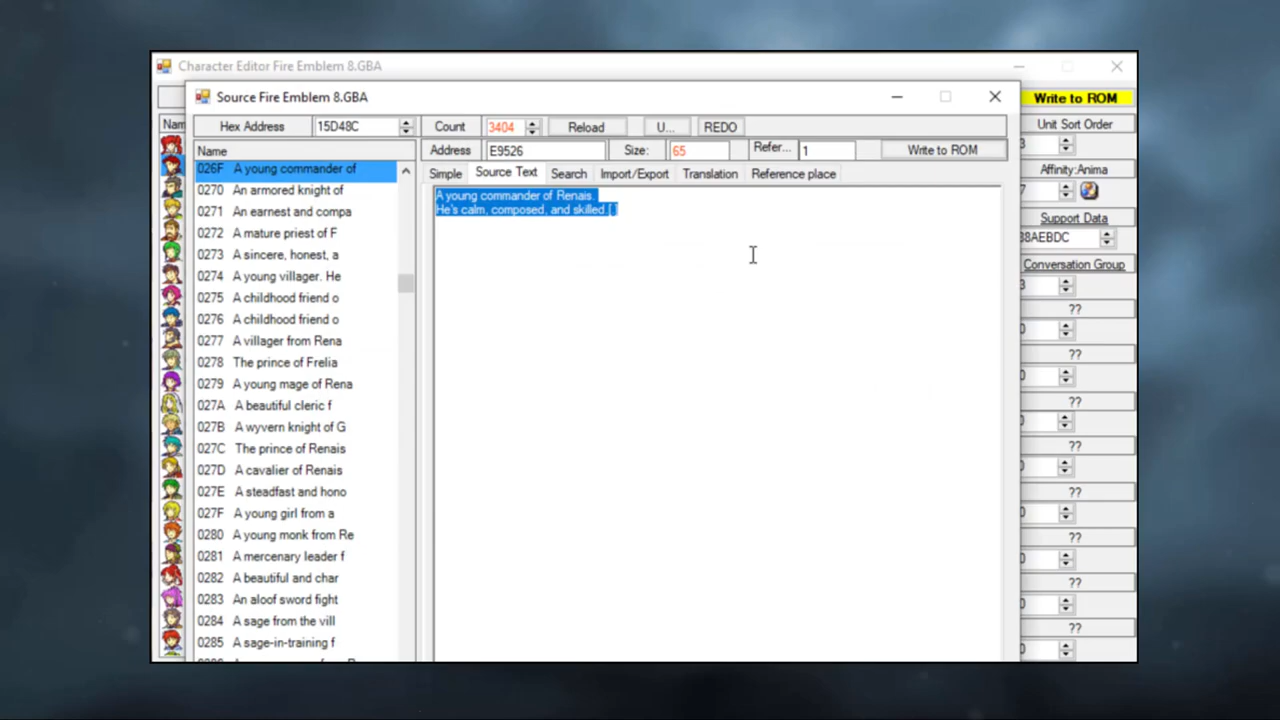 Character Editor Fire Emblem 8.GBA
Source Fire Emblem 8.GBA
Write to ROM
Hex Address 15D48C Count 3404 Reload U... REDO
Unit Sort Order
Name Address E9526 Size: 65 Refer... 1 Write to ROM
Simple Source Text Search Import/Export Translation Reference place
Affinity:Anima
026F A young commander of
0270 An armored knight of
0271 An earnest and compa
0272 A mature priest of F
0273 A sincere, honest, a
0274 A young villager. He
0275 A childhood friend o
0276 A childhood friend o
0277 A villager from Rena
0278 The prince of Frelia
0279 A young mage of Rena
027A A beautiful cleric f
027B A wyvern knight of G
027C The prince of Renais
027D A cavalier of Renais
027E A steadfast and hono
027F A young girl from a
0280 A young monk from Re
0281 A mercenary leader f
0282 A beautiful and char
0283 An aloof sword fight
0284 A sage from the vill
0285 A sage-in-training f
A young commander of Renais.
He's calm, composed, and skilled.[.]
Support Data
8AEBDC
Conversation Group
??
??
??
??
??
??
??
??